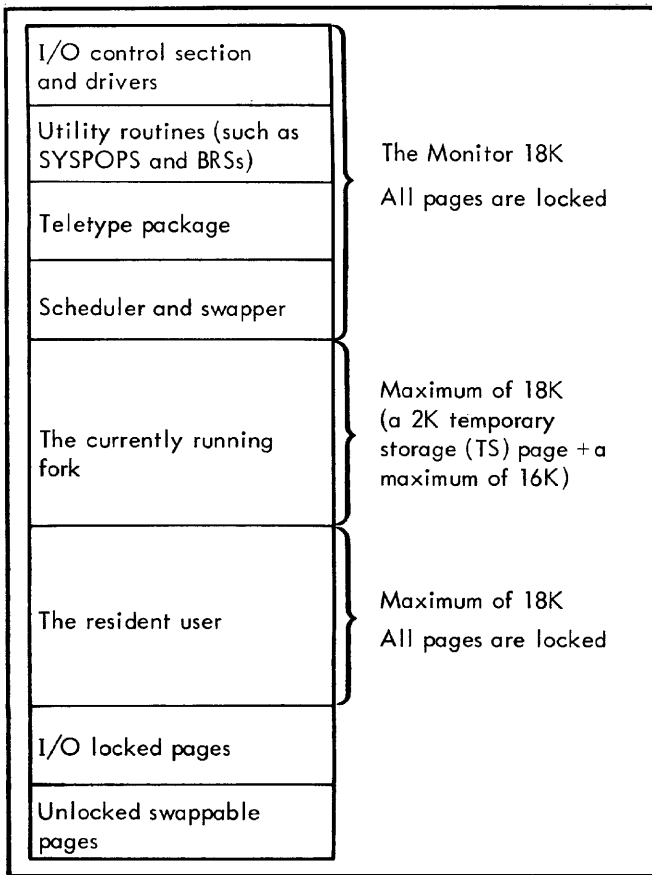 I/O control section
and drivers
Utility routines (such as
SYSPOPS and BRSs)
Teletype package
Scheduler and swapper
The Monitor 18K
All pages are locked
The currently running
fork
Maximum of 18K
(a 2K temporary
storage (TS) page + a
maximum of 16K)
The resident user
Maximum of 18K
All pages are locked
I/O locked pages
Unlocked swappable
pages